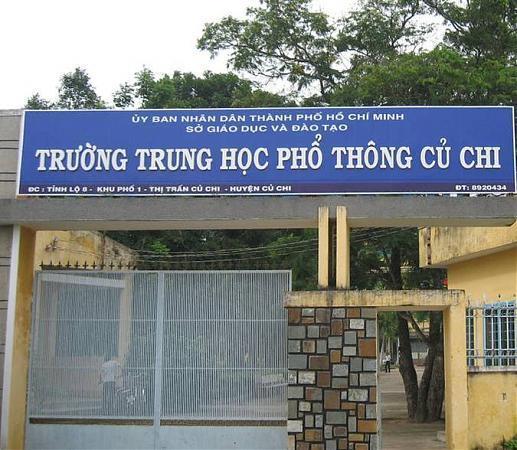 ỦY BAN NHÂN DÂN THÀNH PHỐ HỒ CHÍ MINH
SỞ GIÁO DỤC VÀ ĐÀO TẠO
TRƯỜNG TRUNG HỌC PHỔ THÔNG CỦ CHI
ĐC : TỈNH LỘ 8 - KHU PHỐ 1 - THỊ TRẤN CỦ CHI - HUYỆN CỦ CHI
ĐT: 8920434